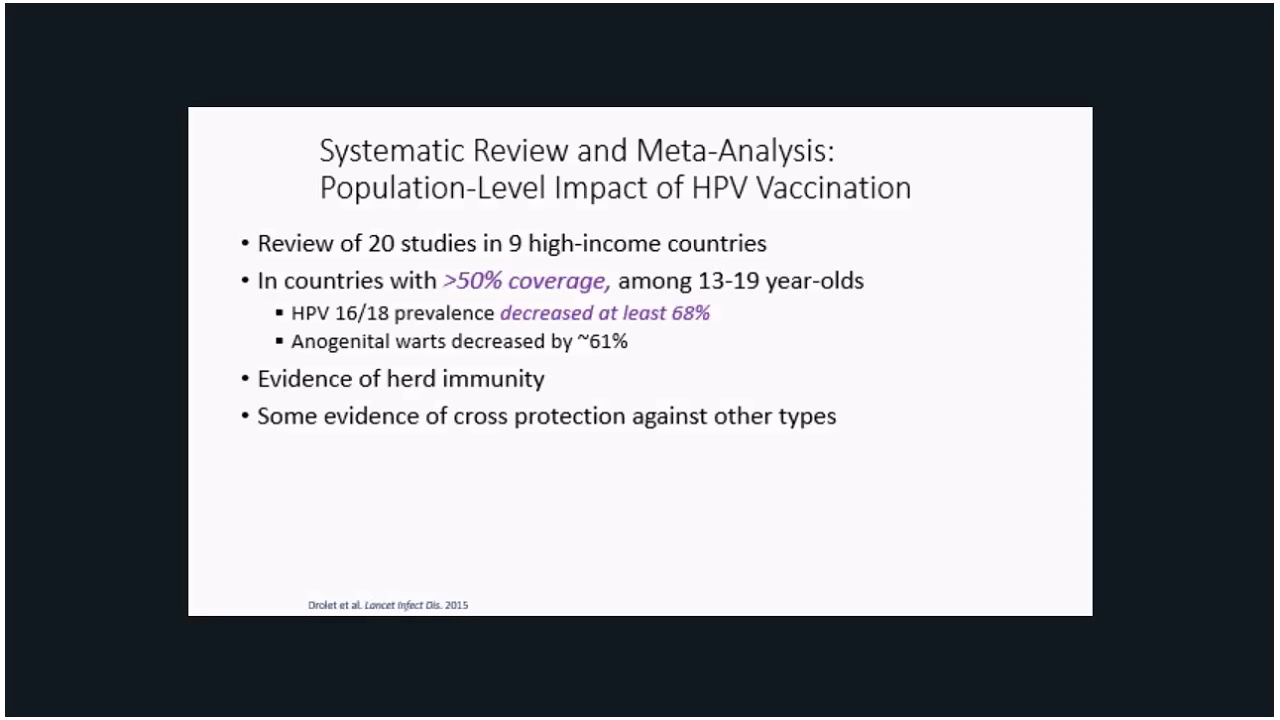 Systematic Review and Meta-Analysis:
Population-Level Impact of HPV Vaccination
• Review of 20 studies in 9 high-income countries
• In countries with >50% coverage, among 13-19 year-olds
▪ HPV 16/18 prevalence decreased at least 68%
▪ Anogenital warts decreased by ~61%
• Evidence of herd immunity
• Some evidence of cross protection against other types
Drolet et al. Lancet Infect Dis. 2015